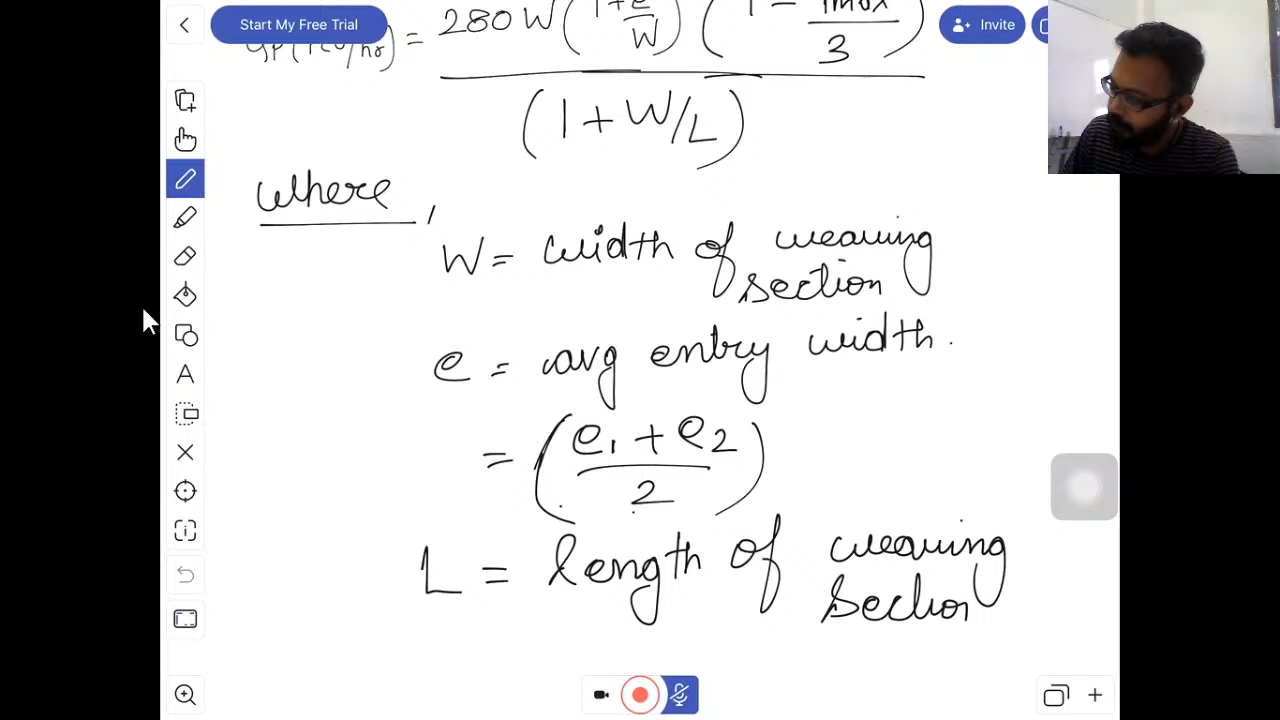 Start My Free Trial
Invite
280 W (1+e/W) (1 - /3)
=
(1 + W/L)
where,
W = width of weaving
section
e = avg entry width.
= (e1 + e2 / 2)
L = length of weaving
section